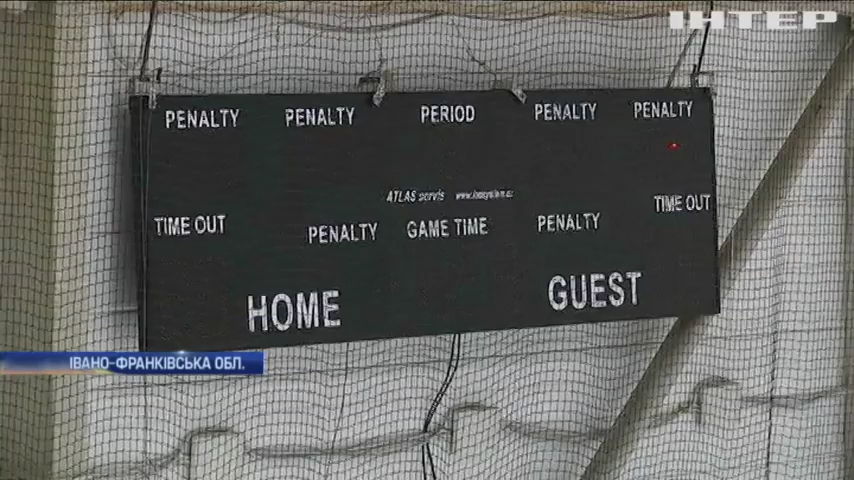 ІНТЕР
PENALTY PENALTY PERIOD PENALTY PENALTY
ATLAS servis
TIME OUT PENALTY GAME TIME PENALTY TIME OUT
HOME GUEST
ІВАНО-ФРАНКІВСЬКА ОБЛ.